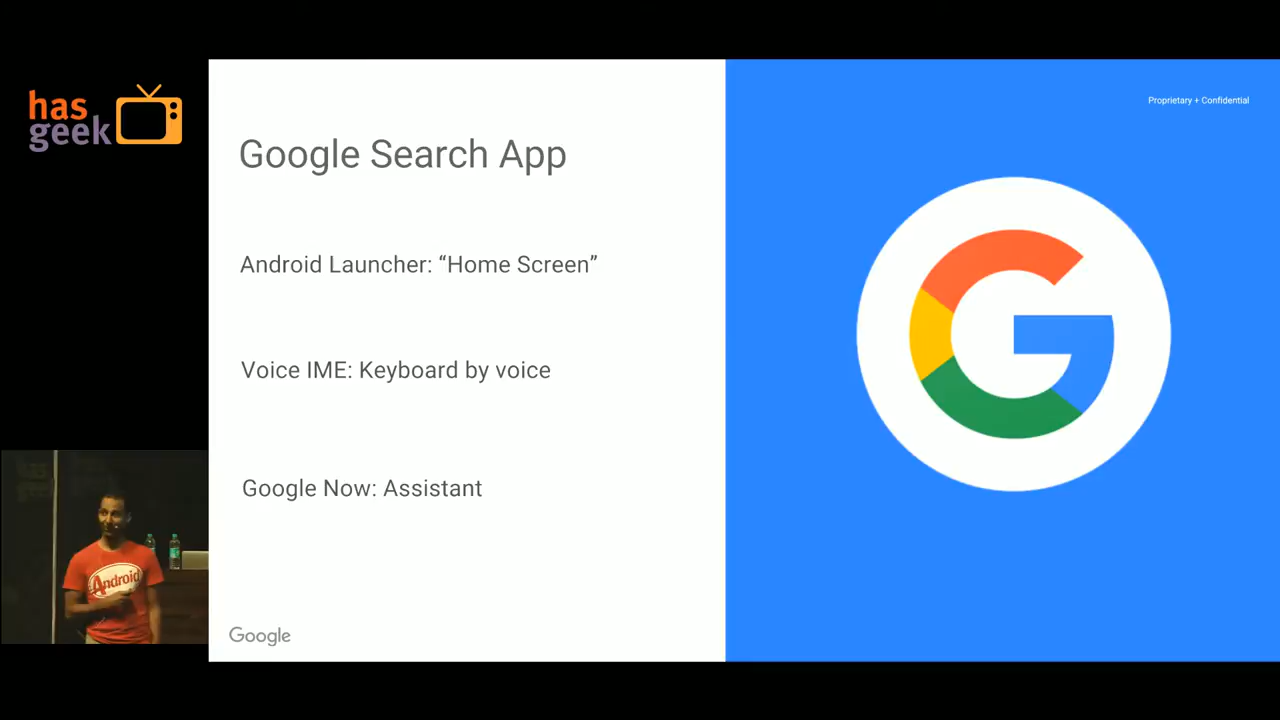 has
geek
Proprietary + Confidential
Google Search App
Android Launcher: “Home Screen”
Voice IME: Keyboard by voice
Google Now: Assistant
Google
Android